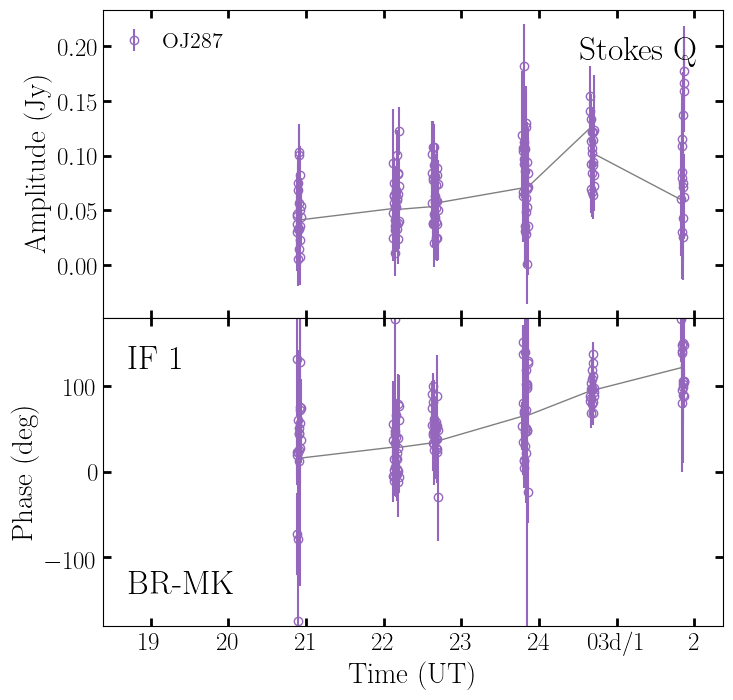 OJ287
Stokes Q
0.20
0.15
0.10
0.05
0.00
Amplitude (Jy)
IF 1
100
0
−100
Phase (deg)
BR-MK
19 20 21 22 23 24 03d/1 2
Time (UT)